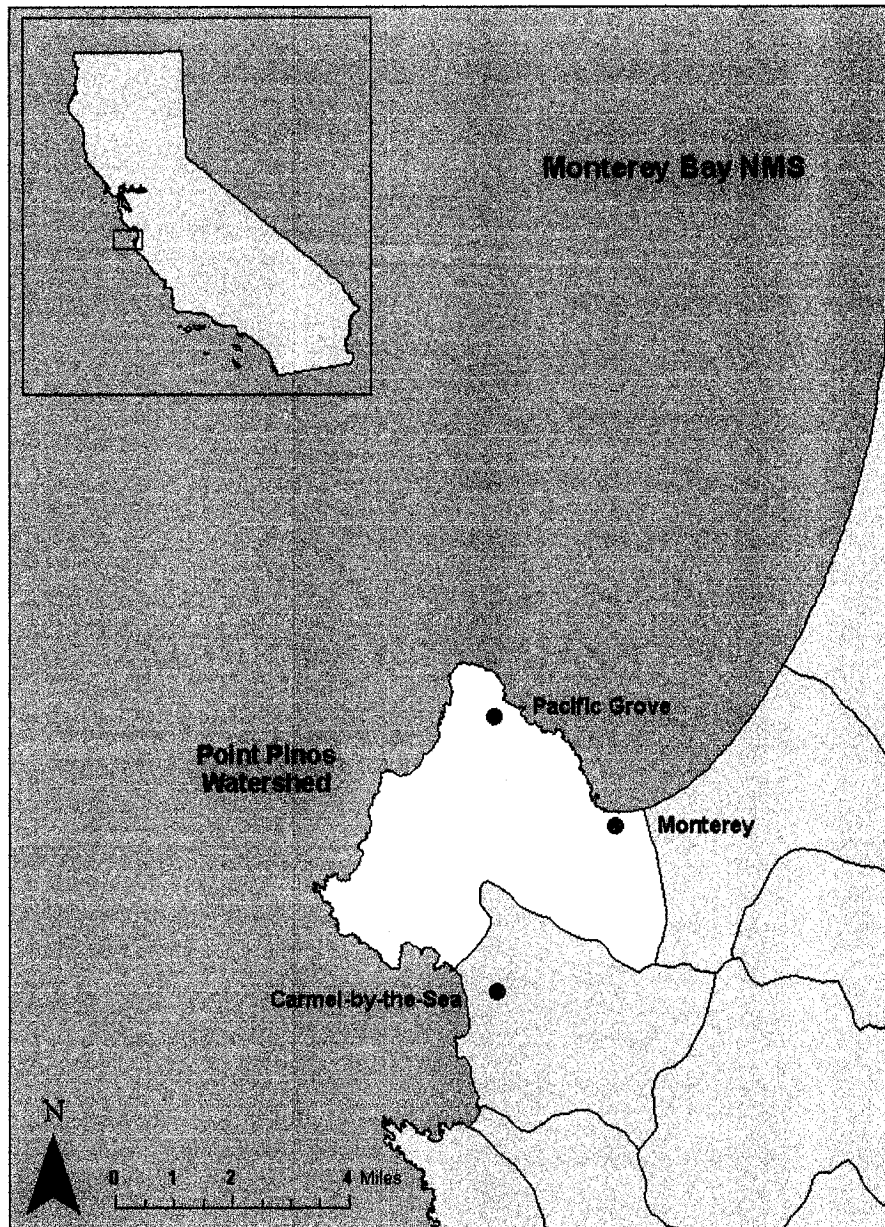 Monterey Bay NMS
Pacific Grove
Point Pinos
Watershed
Monterey
Carmel-by-the-Sea
N
0 1 2 4 Miles